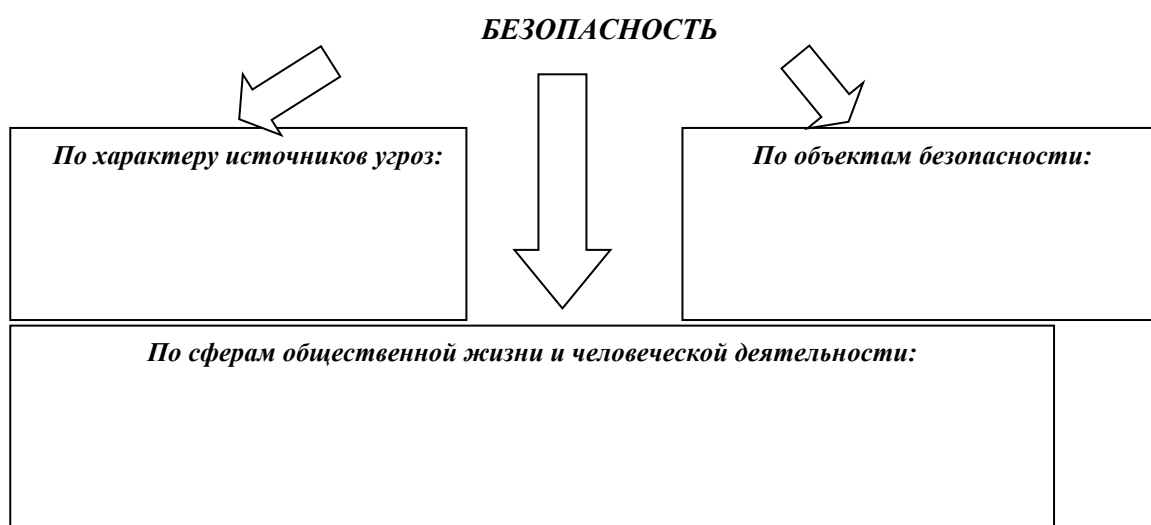 БЕЗОПАСНОСТЬ
По характеру источников угроз:
По объектам безопасности:
По сферам общественной жизни и человеческой деятельности: